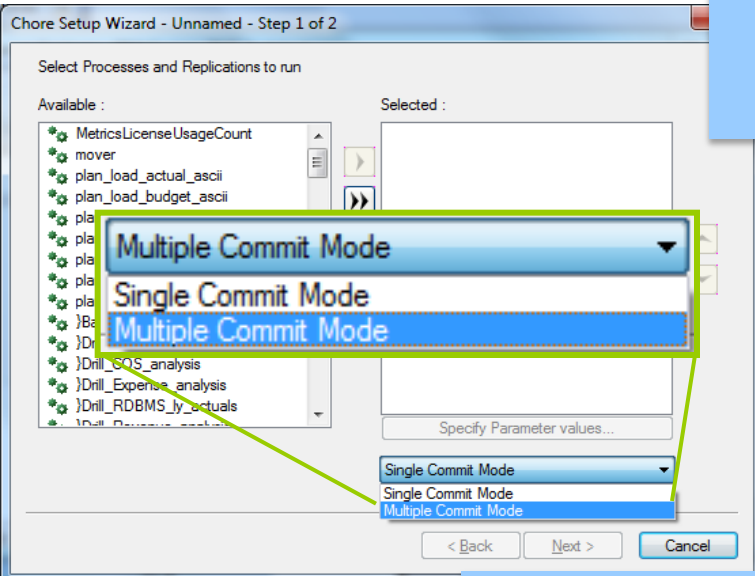 Chore Setup Wizard - Unnamed - Step 1 of 2
Select Processes and Replications to run
Available :
Selected :
MetricsLicenseUsageCount
mover
plan_load_actual_ascii
plan_load_budget_ascii
Multiple Commit Mode
Single Commit Mode
Multiple Commit Mode
}Drill_COS_analysis
}Drill_Expense_analysis
}Drill_RDBMS_ly_actuals
Specify Parameter values...
Single Commit Mode
Single Commit Mode
Multiple Commit Mode
< Back
Next >
Cancel